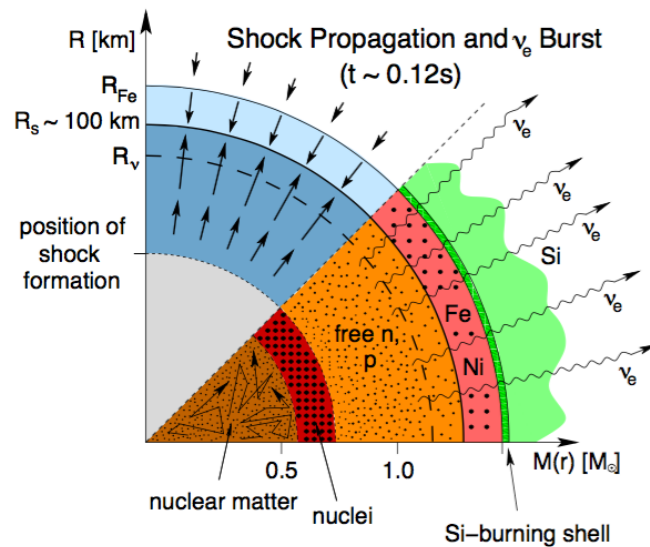 R [km]
Shock Propagation and νe Burst
(t ~ 0.12s)
RFe
Rs ~ 100 km
Rν
position of
shock
formation
νe
νe
νe
νe
νe
Si
Fe
Ni
free n,
p
0.5
1.0
M(r) [M⊙]
nuclear matter
nuclei
Si−burning shell